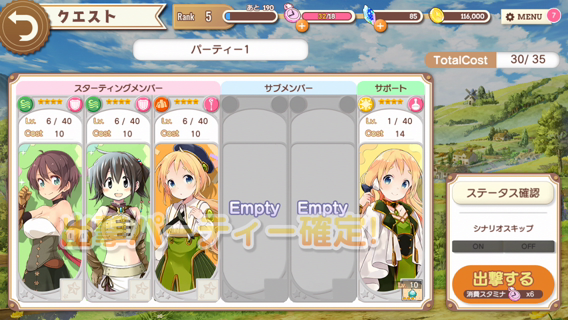 クエスト
Rank 5
あと 190
17/18
85
116,000
MENU
?
パーティー1
TotalCost 30/35
スターティングメンバー
サブメンバー
サポート
Lv. 6/40
Cost 10
Lv. 6/40
Cost 10
Lv. 6/40
Cost 10
Lv. 1/40
Cost 14
Empty
Empty
出撃パーティー確定!
Lv. 10
ステータス確認
シナリオスキップ
ON OFF
出撃する
消費スタミナ x6